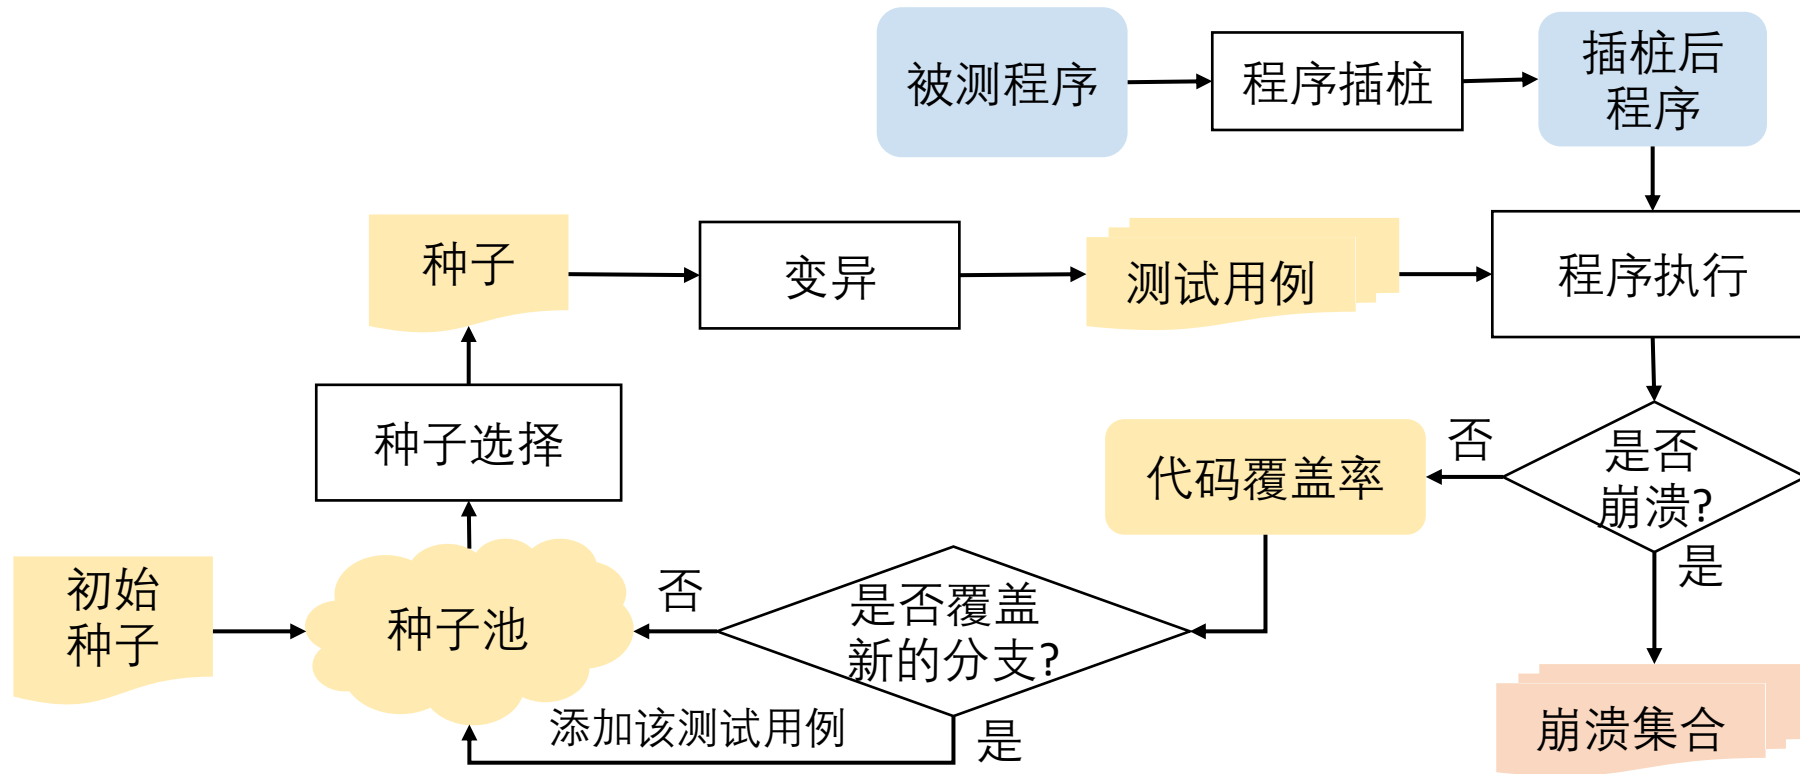 被测程序
程序插桩
插桩后
程序
种子
变异
测试用例
程序执行
种子选择
代码覆盖率
否
是否
崩溃?
是
初始
种子
种子池
否
是否覆盖
新的分支?
添加该测试用例
是
崩溃集合